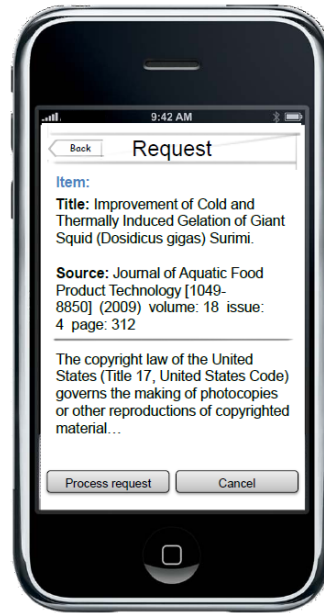 9:42 AM
Back
Request
Item:
Title: Improvement of Cold and
Thermally Induced Gelation of Giant
Squid (Dosidicus gigas) Surimi.
Source: Journal of Aquatic Food
Product Technology [1049-
8850] (2009) volume: 18 issue:
4 page: 312
The copyright law of the United
States (Title 17, United States Code)
governs the making of photocopies
or other reproductions of copyrighted
material…
Process request
Cancel